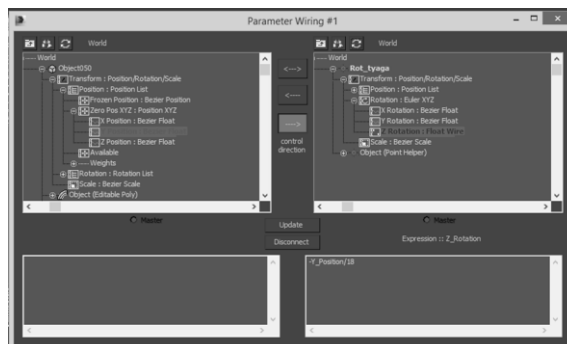 Parameter Wiring #1
World
World
Object050
Transform : Position/Rotation/Scale
Position : Position List
Frozen Position : Bezier Position
Zero Pos XYZ : Position XYZ
X Position : Bezier Float
Z Position : Bezier Float
Available
Weights
Rotation : Rotation List
Scale : Bezier Scale
Object (Editable Poly)
Master
<--->
<---
--->
control
direction
Update
Disconnect
World
World
Rot_tyaga
Transform : Position/Rotation/Scale
Position : Position List
Rotation : Euler XYZ
X Rotation : Bezier Float
Y Rotation : Bezier Float
Z Rotation : Float Wire
Scale : Bezier Scale
Object (Point Helper)
Master
Expression :: Z_Rotation
-Y_Position/18